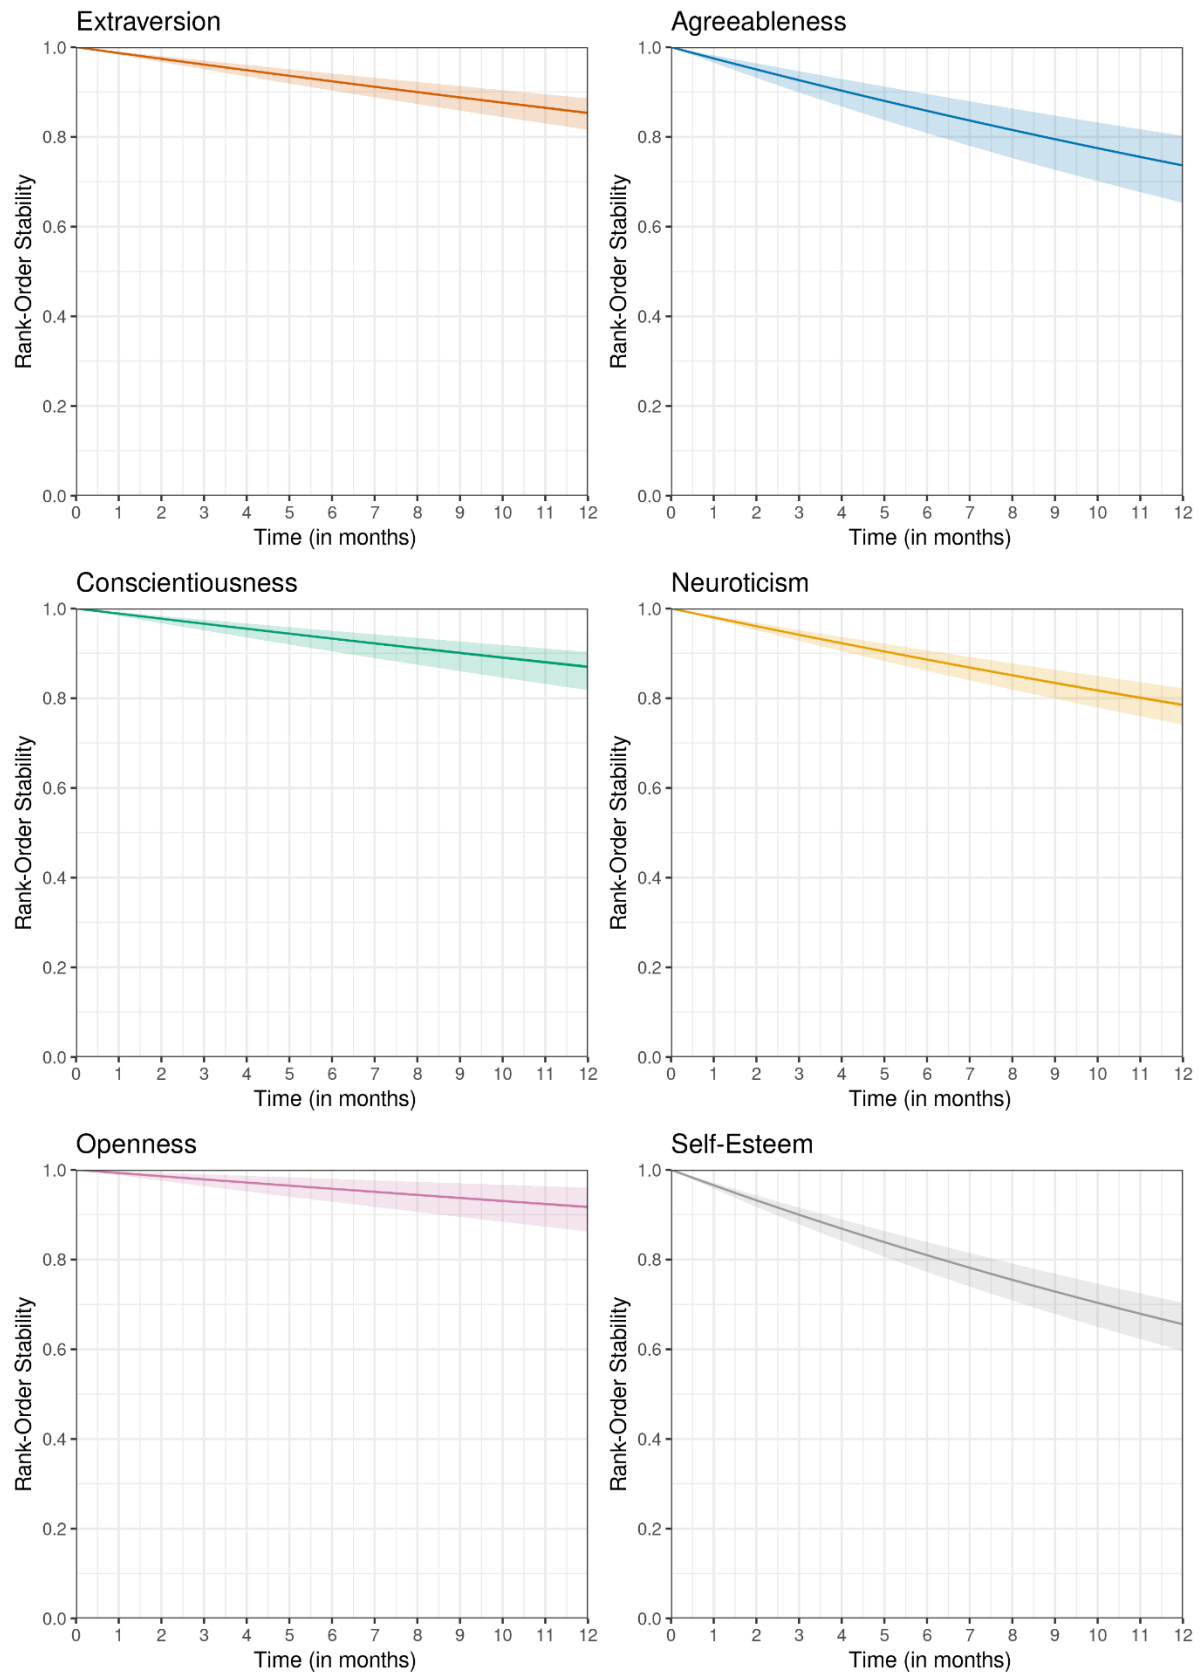 Extraversion
Rank-Order Stability
1.0
0.8
0.6
0.4
0.2
0.0
0 1 2 3 4 5 6 7 8 9 10 11 12
Time (in months)
Agreeableness
Rank-Order Stability
1.0
0.8
0.6
0.4
0.2
0.0
0 1 2 3 4 5 6 7 8 9 10 11 12
Time (in months)
Conscientiousness
Rank-Order Stability
1.0
0.8
0.6
0.4
0.2
0.0
0 1 2 3 4 5 6 7 8 9 10 11 12
Time (in months)
Neuroticism
Rank-Order Stability
1.0
0.8
0.6
0.4
0.2
0.0
0 1 2 3 4 5 6 7 8 9 10 11 12
Time (in months)
Openness
Rank-Order Stability
1.0
0.8
0.6
0.4
0.2
0.0
0 1 2 3 4 5 6 7 8 9 10 11 12
Time (in months)
Self-Esteem
Rank-Order Stability
1.0
0.8
0.6
0.4
0.2
0.0
0 1 2 3 4 5 6 7 8 9 10 11 12
Time (in months)